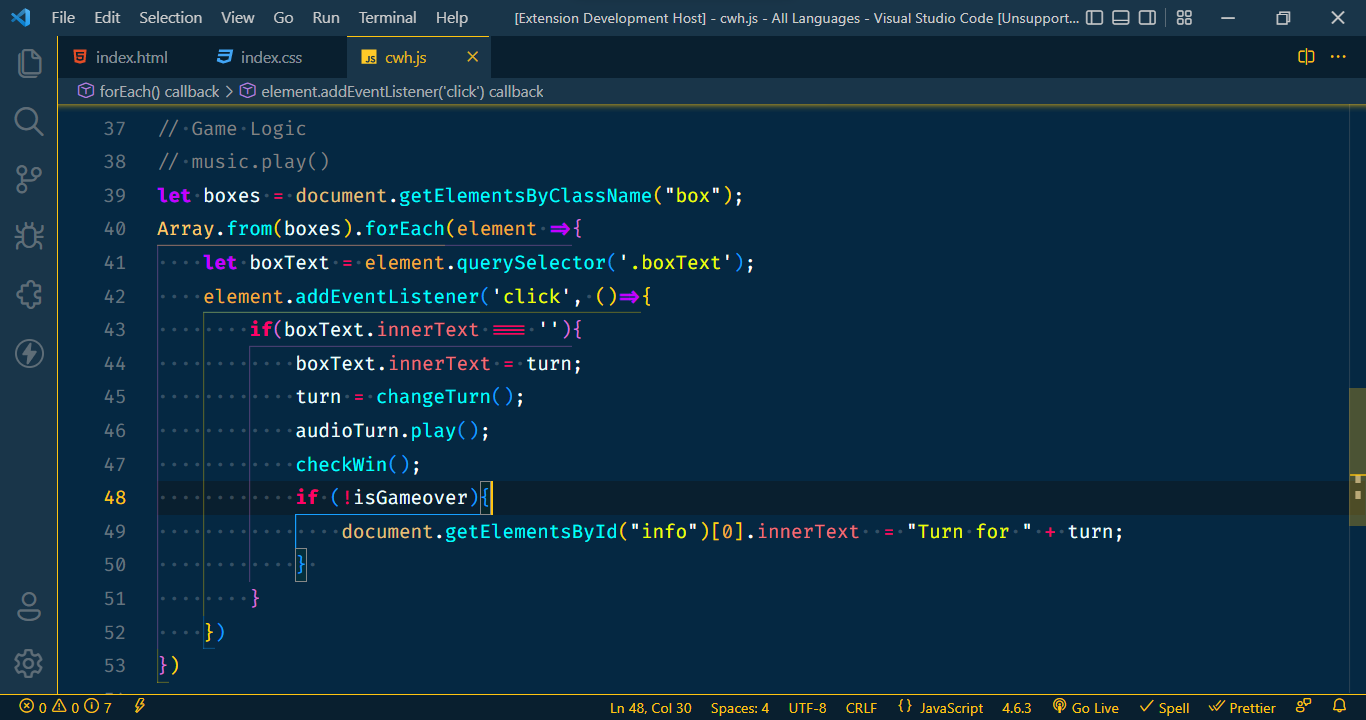 File Edit Selection View Go Run Terminal Help [Extension Development Host] - cwh.js - All Languages - Visual Studio Code [Unsupport...
index.html index.css JS cwh.js
forEach() callback > element.addEventListener('click') callback
37 // Game Logic
38 // music.play()
39 let boxes = document.getElementsByClassName("box");
40 Array.from(boxes).forEach(element =>{
41 let boxText = element.querySelector('.boxText');
42 element.addEventListener('click', ()=>{
43 if(boxText.innerText === ''){
44 boxText.innerText = turn;
45 turn = changeTurn();
46 audioTurn.play();
47 checkWin();
48 if (!isGameover){
49 document.getElementsById("info")[0].innerText  = "Turn for " + turn;
50 }
51 }
52 })
53 })
0 0 7 Ln 48, Col 30 Spaces: 4 UTF-8 CRLF {} JavaScript 4.6.3 Go Live Spell Prettier